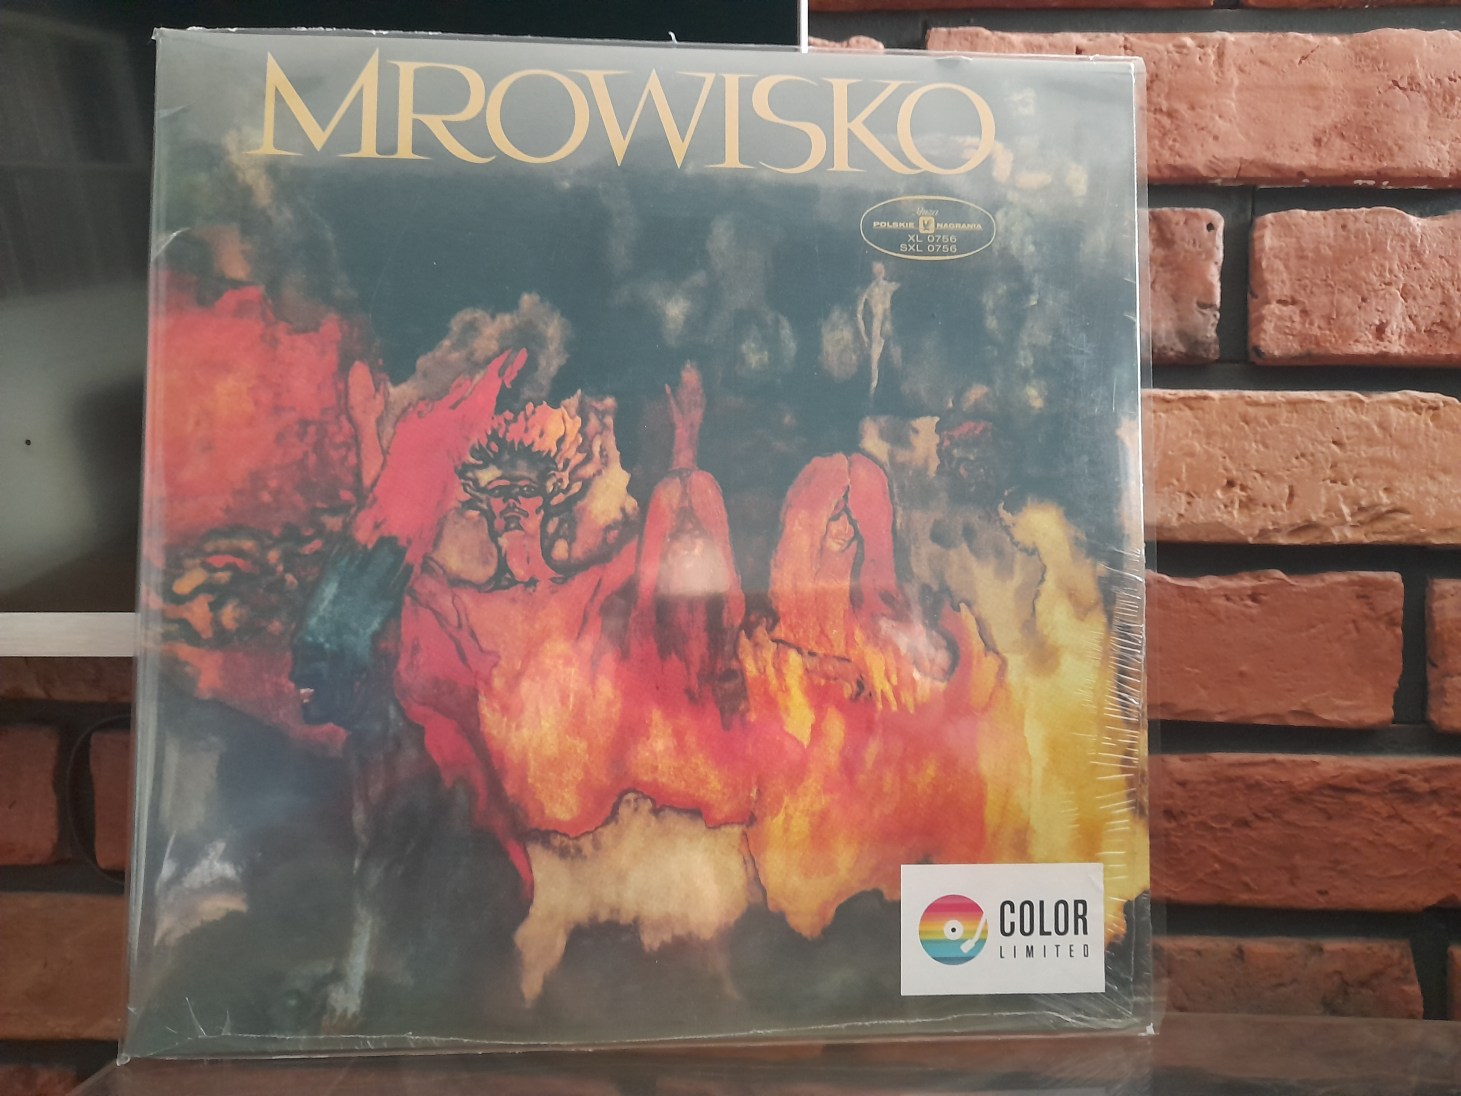 MROWISKO
Muza
POLSKIE NAGRANIA
XL 0756
SXL 0756
COLOR
LIMITED